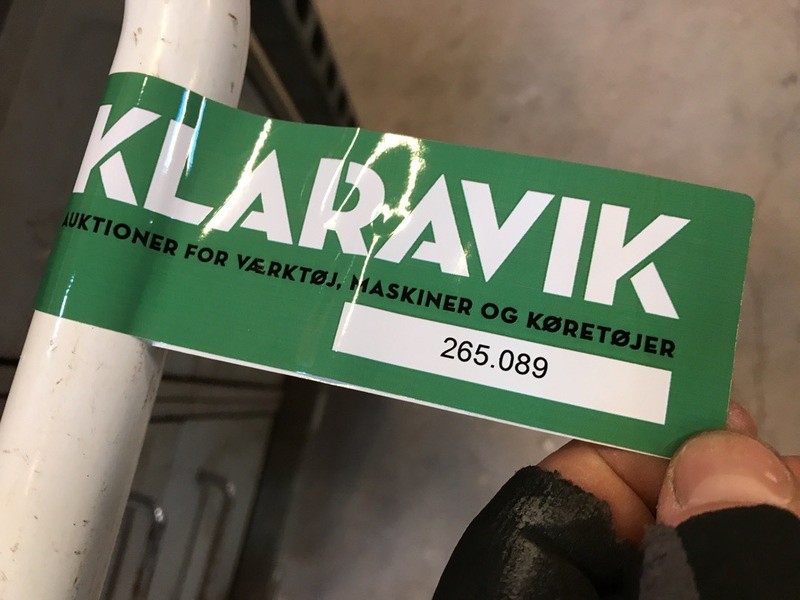 KLARAVIK
AUKTIONER FOR VÆRKTØJ, MASKINER OG KØRETØJER
265.089